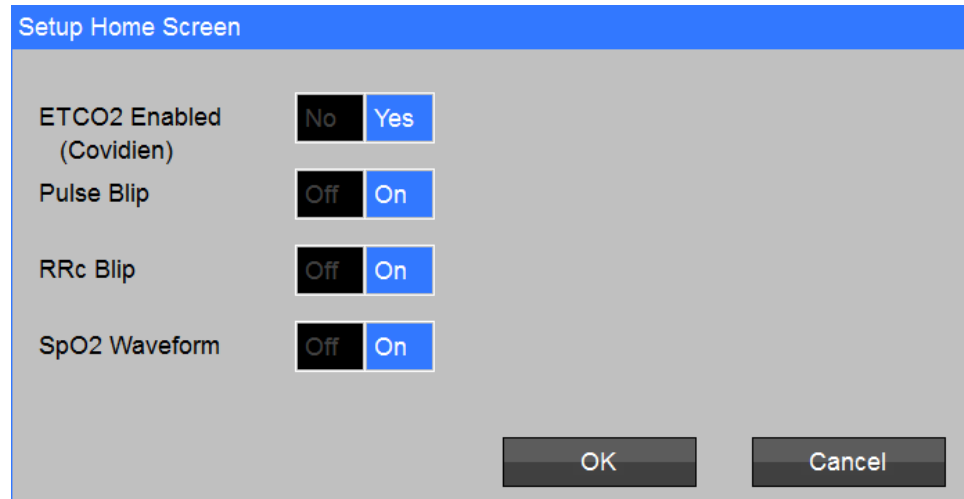 Setup Home Screen
ETCO2 Enabled No Yes
(Covidien)
Pulse Blip Off On
RRc Blip Off On
SpO2 Waveform Off On
OK Cancel